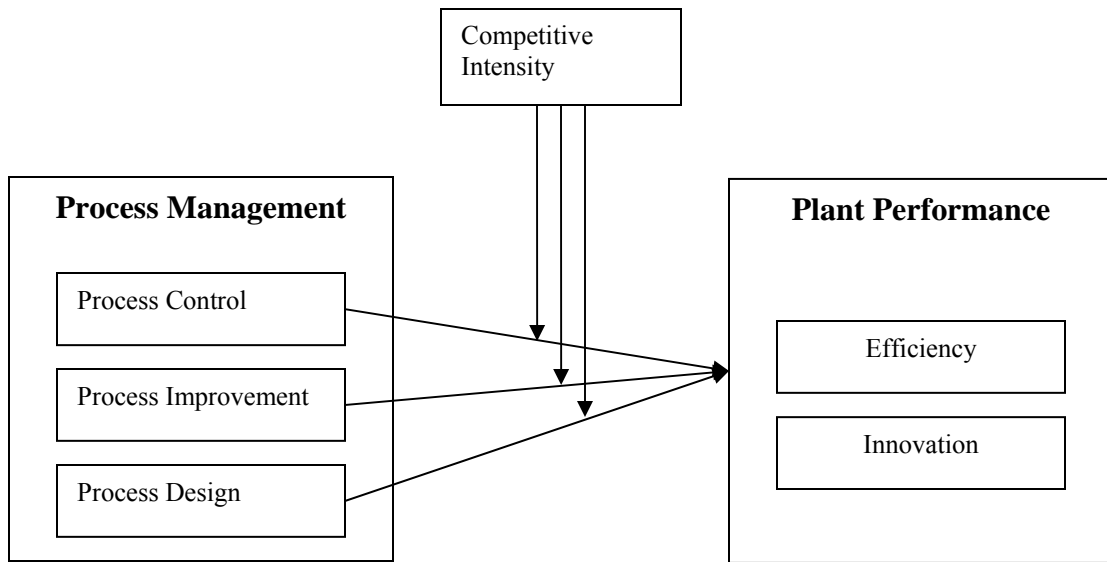 Competitive
Intensity
Process Management
Process Control
Process Improvement
Process Design
Plant Performance
Efficiency
Innovation